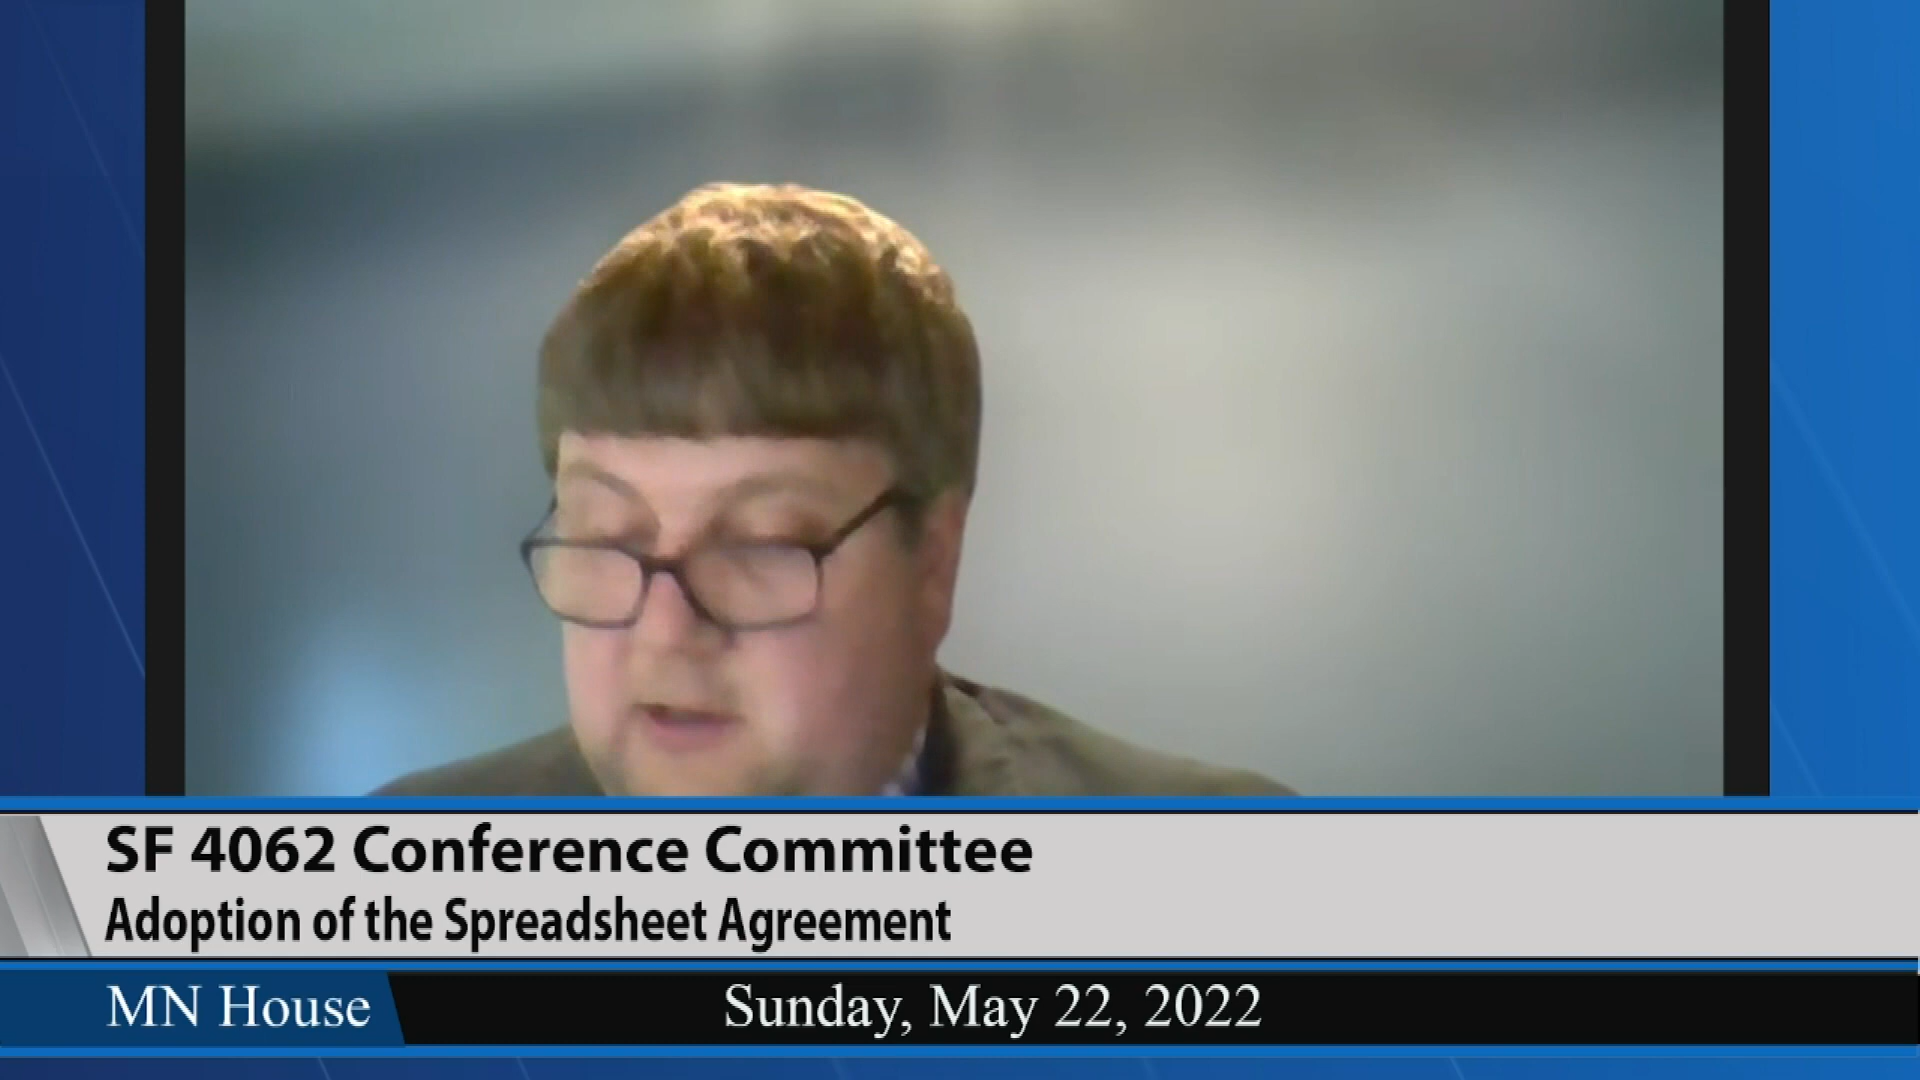 SF 4062 Conference Committee
Adoption of the Spreadsheet Agreement
MN House
Sunday, May 22, 2022